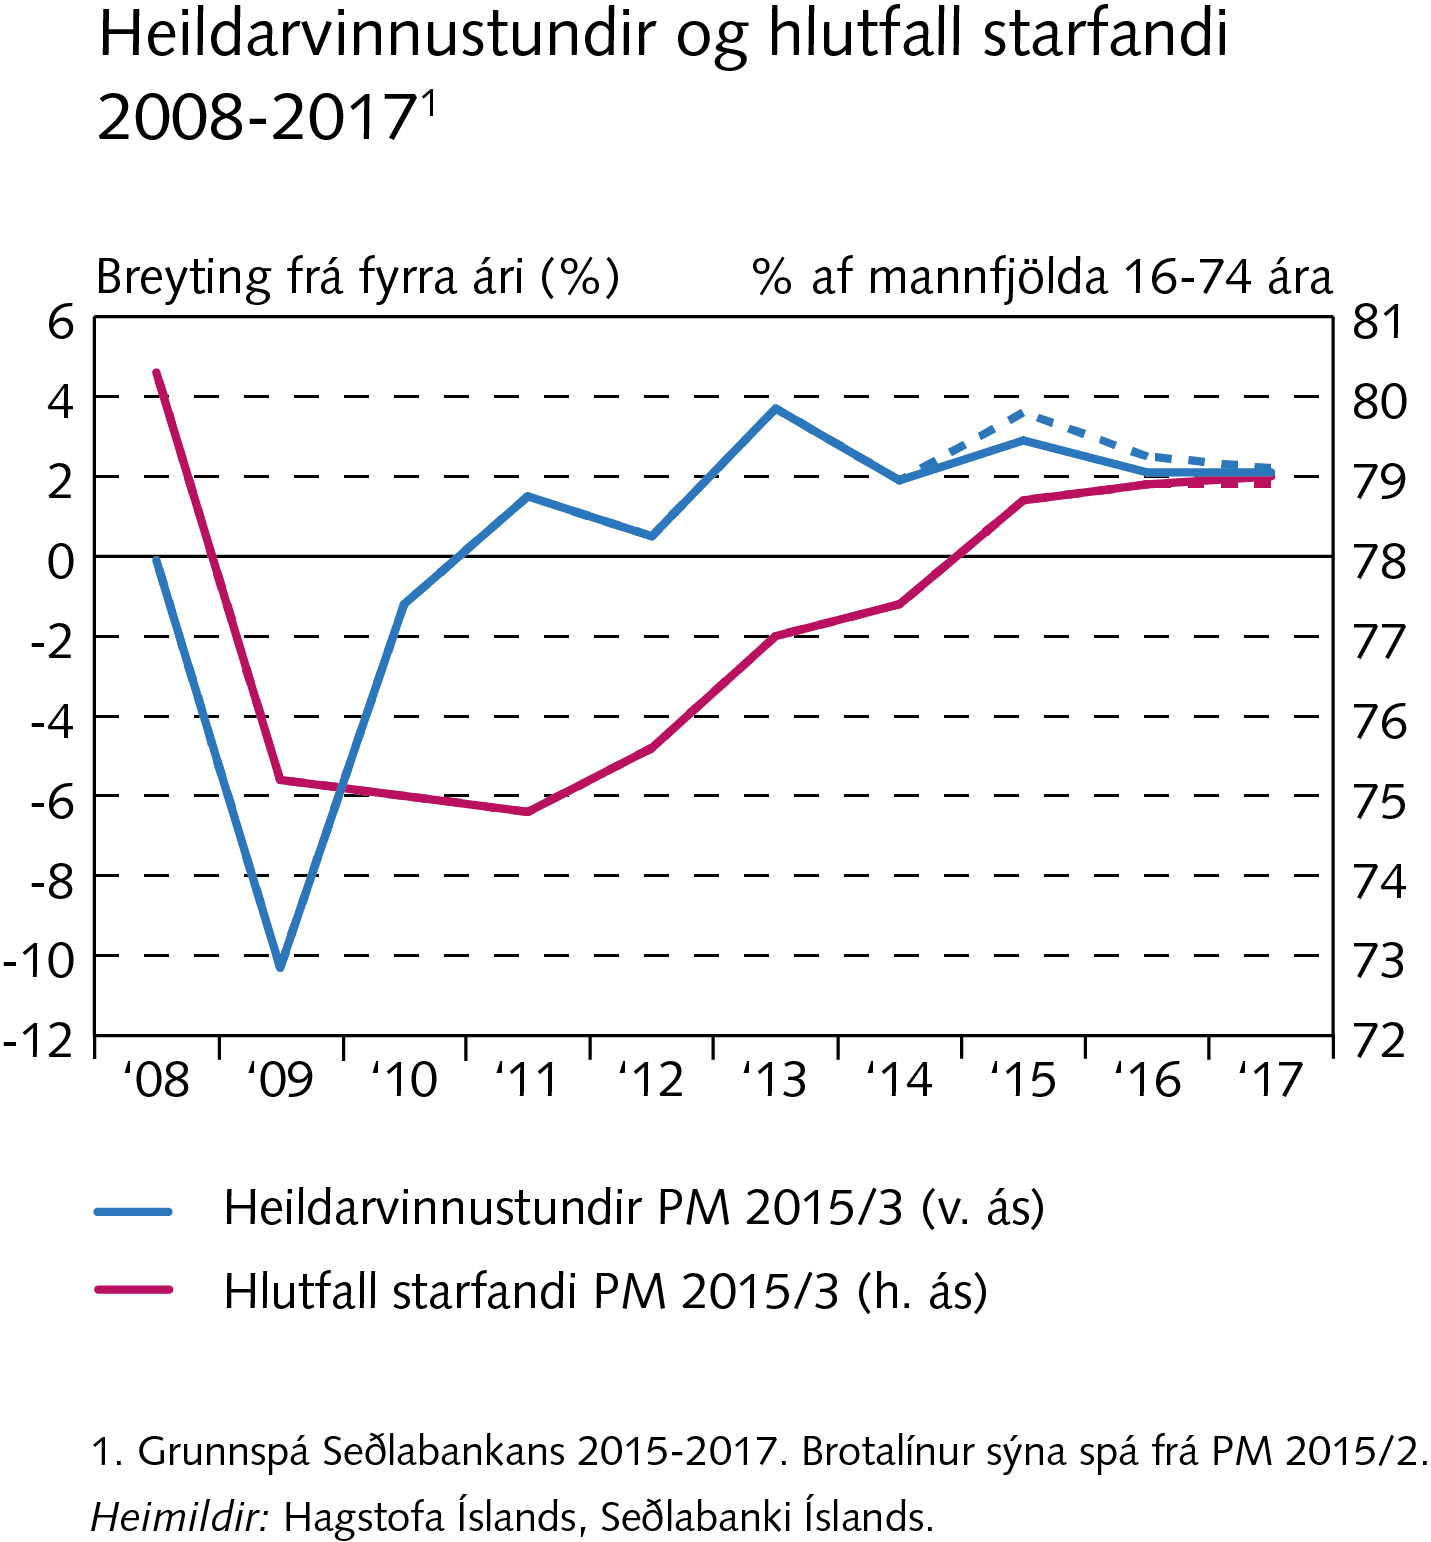 Heildarvinnustundir og hlutfall starfandi
2008-2017¹
Breyting frá fyrra ári (%)
% af mannfjölda 16-74 ára
6
4
2
0
-2
-4
-6
-8
-10
-12
81
80
79
78
77
76
75
74
73
72
‘08 ‘09 ‘10 ‘11 ‘12 ‘13 ‘14 ‘15 ‘16 ‘17
Heildarvinnustundir PM 2015/3 (v. ás)
Hlutfall starfandi PM 2015/3 (h. ás)
1. Grunnspá Seðlabankans 2015-2017. Brotalínur sýna spá frá PM 2015/2.
Heimildir: Hagstofa Íslands, Seðlabanki Íslands.